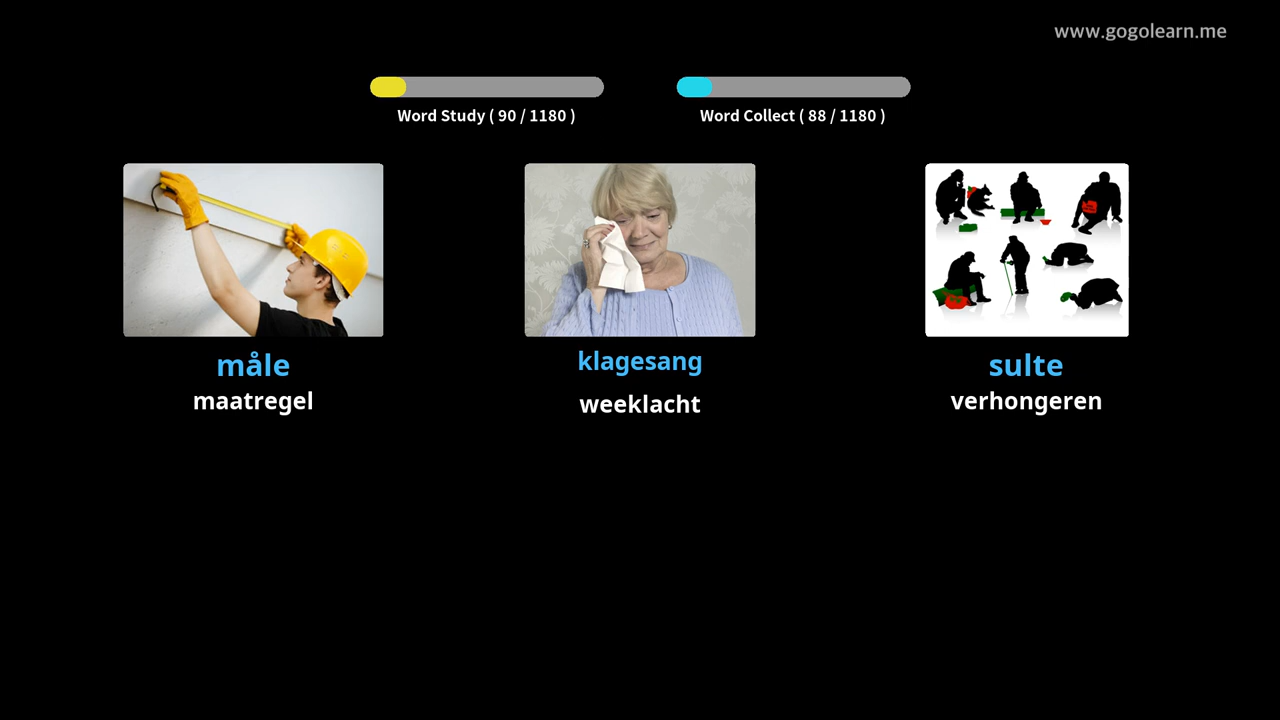 www.gogolearn.me
Word Study ( 90 / 1180 )
Word Collect ( 88 / 1180 )
måle
maatregel
klagesang
weeklacht
sulte
verhongeren